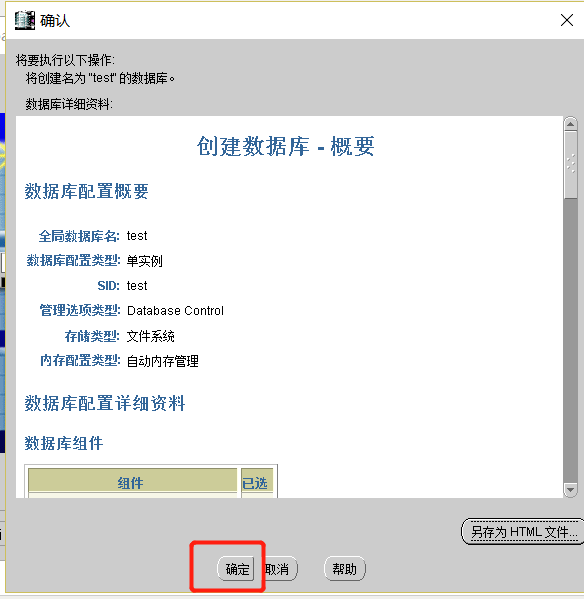 确认
将要执行以下操作:
将创建名为 "test" 的数据库。
数据库详细资料:
创建数据库 - 概要
数据库配置概要
全局数据库名: test
数据库配置类型: 单实例
SID: test
管理选项类型: Database Control
存储类型: 文件系统
内存配置类型: 自动内存管理
数据库配置详细资料
数据库组件
组件 已选
另存为 HTML 文件...
确定 取消 帮助